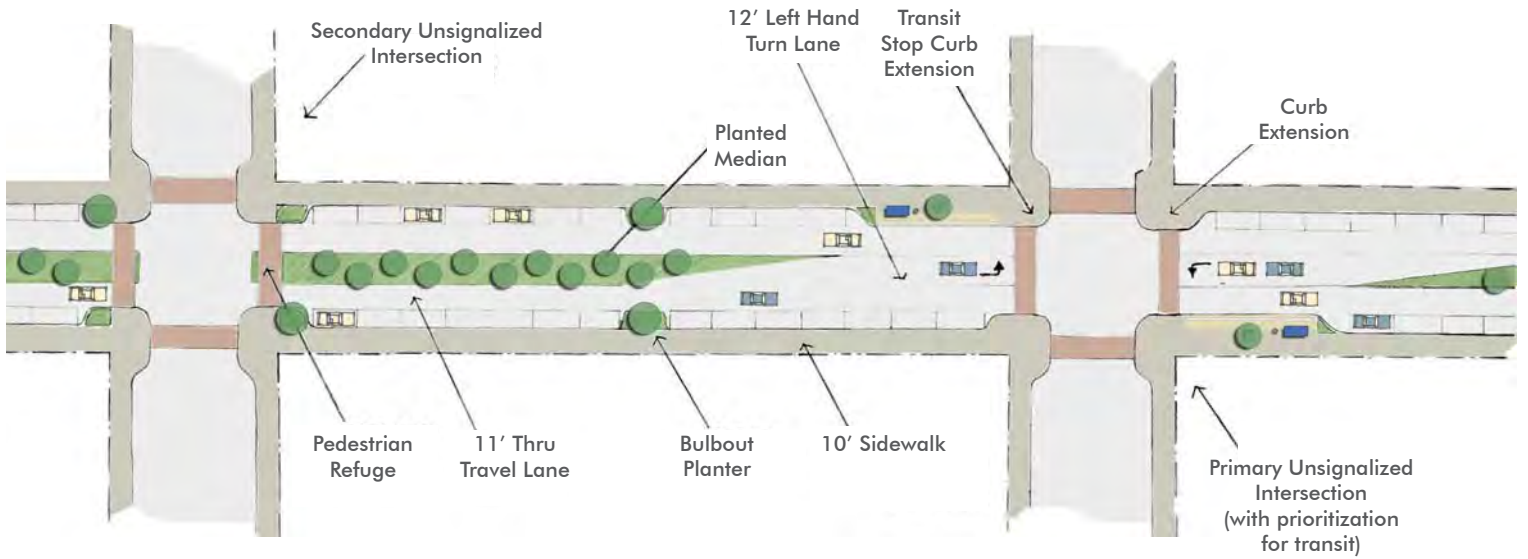 Secondary Unsignalized
Intersection
12’ Left Hand
Turn Lane
Transit
Stop Curb
Extension
Planted
Median
Curb
Extension
Pedestrian
Refuge
11’ Thru
Travel Lane
Bulbout
Planter
10’ Sidewalk
Primary Unsignalized
Intersection
(with prioritization
for transit)